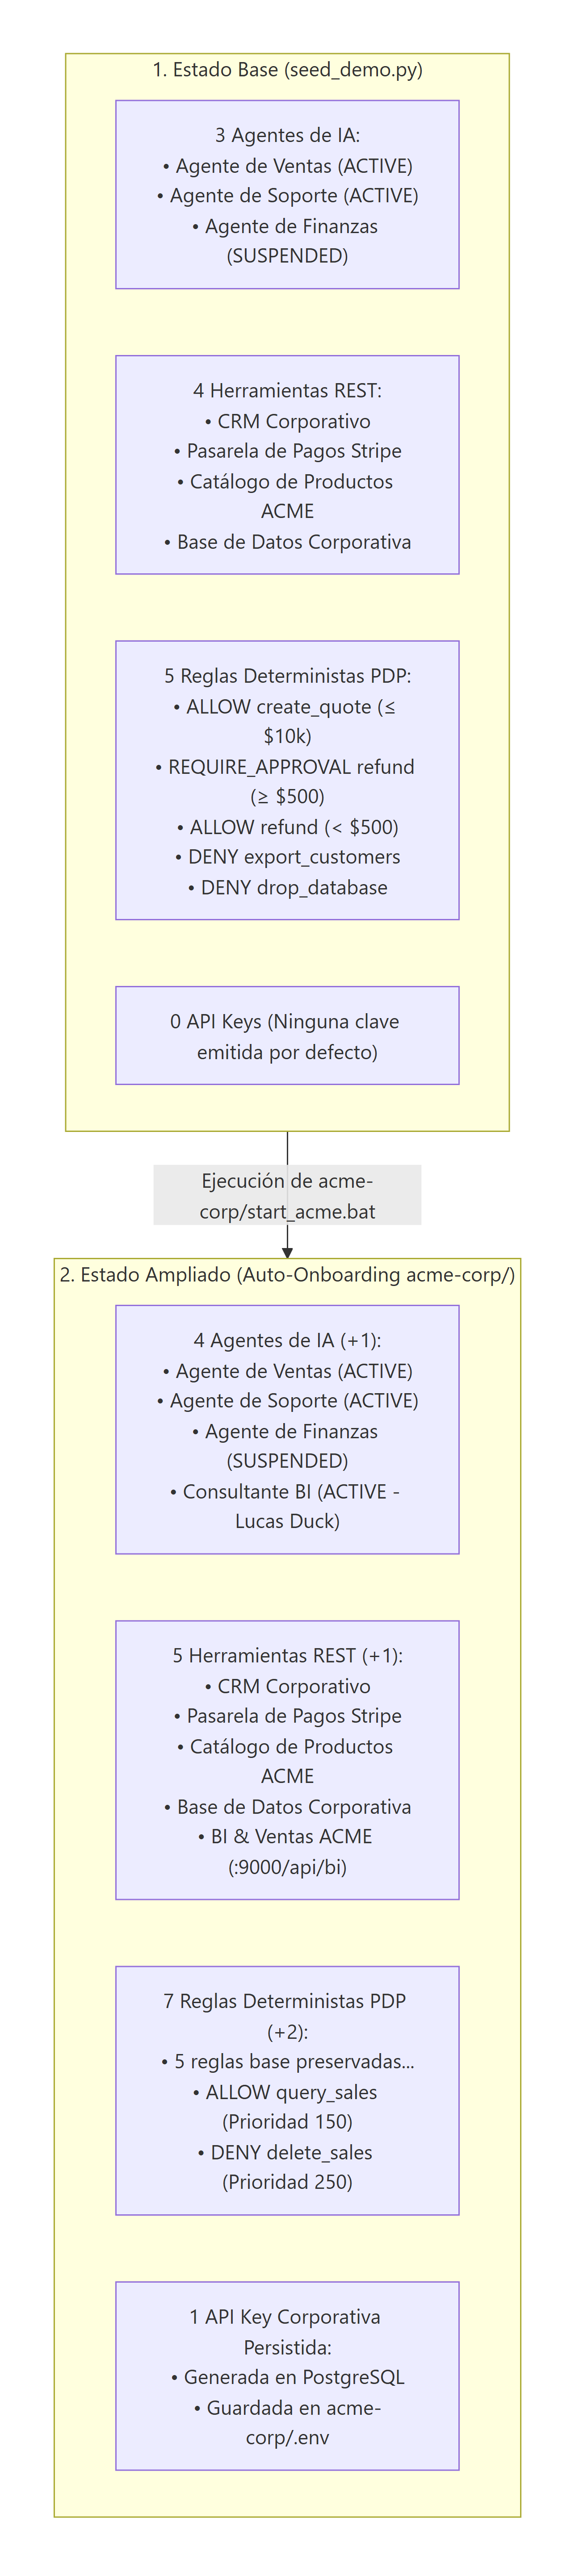 1. Estado Base (seed_demo.py)
3 Agentes de IA:
• Agente de Ventas (ACTIVE)
• Agente de Soporte (ACTIVE)
• Agente de Finanzas
(SUSPENDED)
4 Herramientas REST:
• CRM Corporativo
• Pasarela de Pagos Stripe
• Catálogo de Productos
ACME
• Base de Datos Corporativa
5 Reglas Deterministas PDP:
• ALLOW create_quote (≤
$10k)
• REQUIRE_APPROVAL refund
(≥ $500)
• ALLOW refund (< $500)
• DENY export_customers
• DENY drop_database
0 API Keys (Ninguna clave
emitida por defecto)
Ejecución de acme-
corp/start_acme.bat
2. Estado Ampliado (Auto-Onboarding acme-corp/)
4 Agentes de IA (+1):
• Agente de Ventas (ACTIVE)
• Agente de Soporte (ACTIVE)
• Agente de Finanzas
(SUSPENDED)
• Consultante BI (ACTIVE -
Lucas Duck)
5 Herramientas REST (+1):
• CRM Corporativo
• Pasarela de Pagos Stripe
• Catálogo de Productos
ACME
• Base de Datos Corporativa
• BI & Ventas ACME
(:9000/api/bi)
7 Reglas Deterministas PDP
(+2):
• 5 reglas base preservadas...
• ALLOW query_sales
(Prioridad 150)
• DENY delete_sales
(Prioridad 250)
1 API Key Corporativa
Persistida:
• Generada en PostgreSQL
• Guardada en acme-
corp/.env